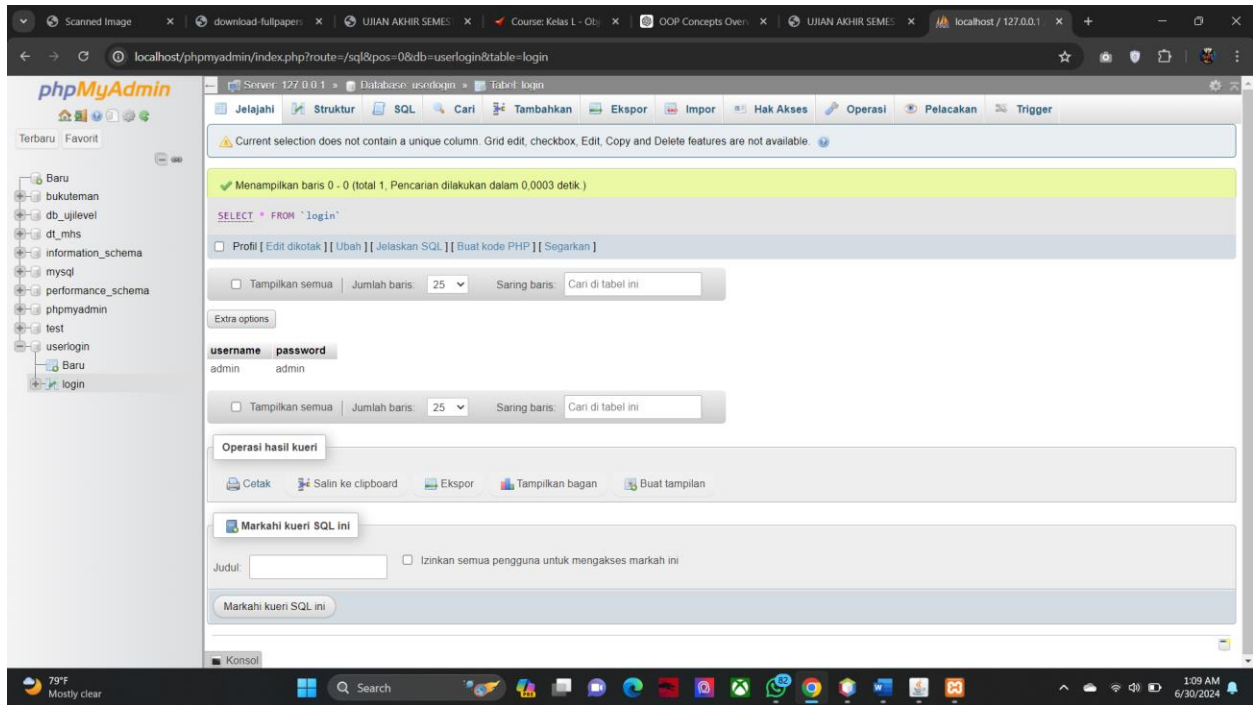 Scanned Image
download-fullpapers
UJIAN AKHIR SEMES
Course: Kelas L - Obj
OOP Concepts Over
UJIAN AKHIR SEMES
localhost / 127.0.0.1
localhost/phpmyadmin/index.php?route=/sql&pos=0&db=userlogin&table=login
phpMyAdmin
Terbaru Favorit
Baru
bukuteman
db_ujilevel
dt_mhs
information_schema
mysql
performance_schema
phpmyadmin
test
userlogin
Baru
login
Server: 127.0.0.1 » Database: userlogin » Tabel: login
Jelajahi Struktur SQL Cari Tambahkan Ekspor Impor Hak Akses Operasi Pelacakan Trigger
Current selection does not contain a unique column. Grid edit, checkbox, Edit, Copy and Delete features are not available.
Menampilkan baris 0 - 0 (total 1, Pencarian dilakukan dalam 0,0003 detik.)
SELECT * FROM `login`
Profil [ Edit dikotak ] [ Ubah ] [ Jelaskan SQL ] [ Buat kode PHP ] [ Segarkan ]
Tampilkan semua | Jumlah baris: 25 Saring baris: Cari di tabel ini
Extra options
username password
admin admin
Tampilkan semua | Jumlah baris: 25 Saring baris: Cari di tabel ini
Operasi hasil kueri
Cetak Salin ke clipboard Ekspor Tampilkan bagan Buat tampilan
Markahi kueri SQL ini
Judul: Izinkan semua pengguna untuk mengakses markah ini
Markahi kueri SQL ini
Konsol
79°F
Mostly clear
Search
82
1:09 AM
6/30/2024